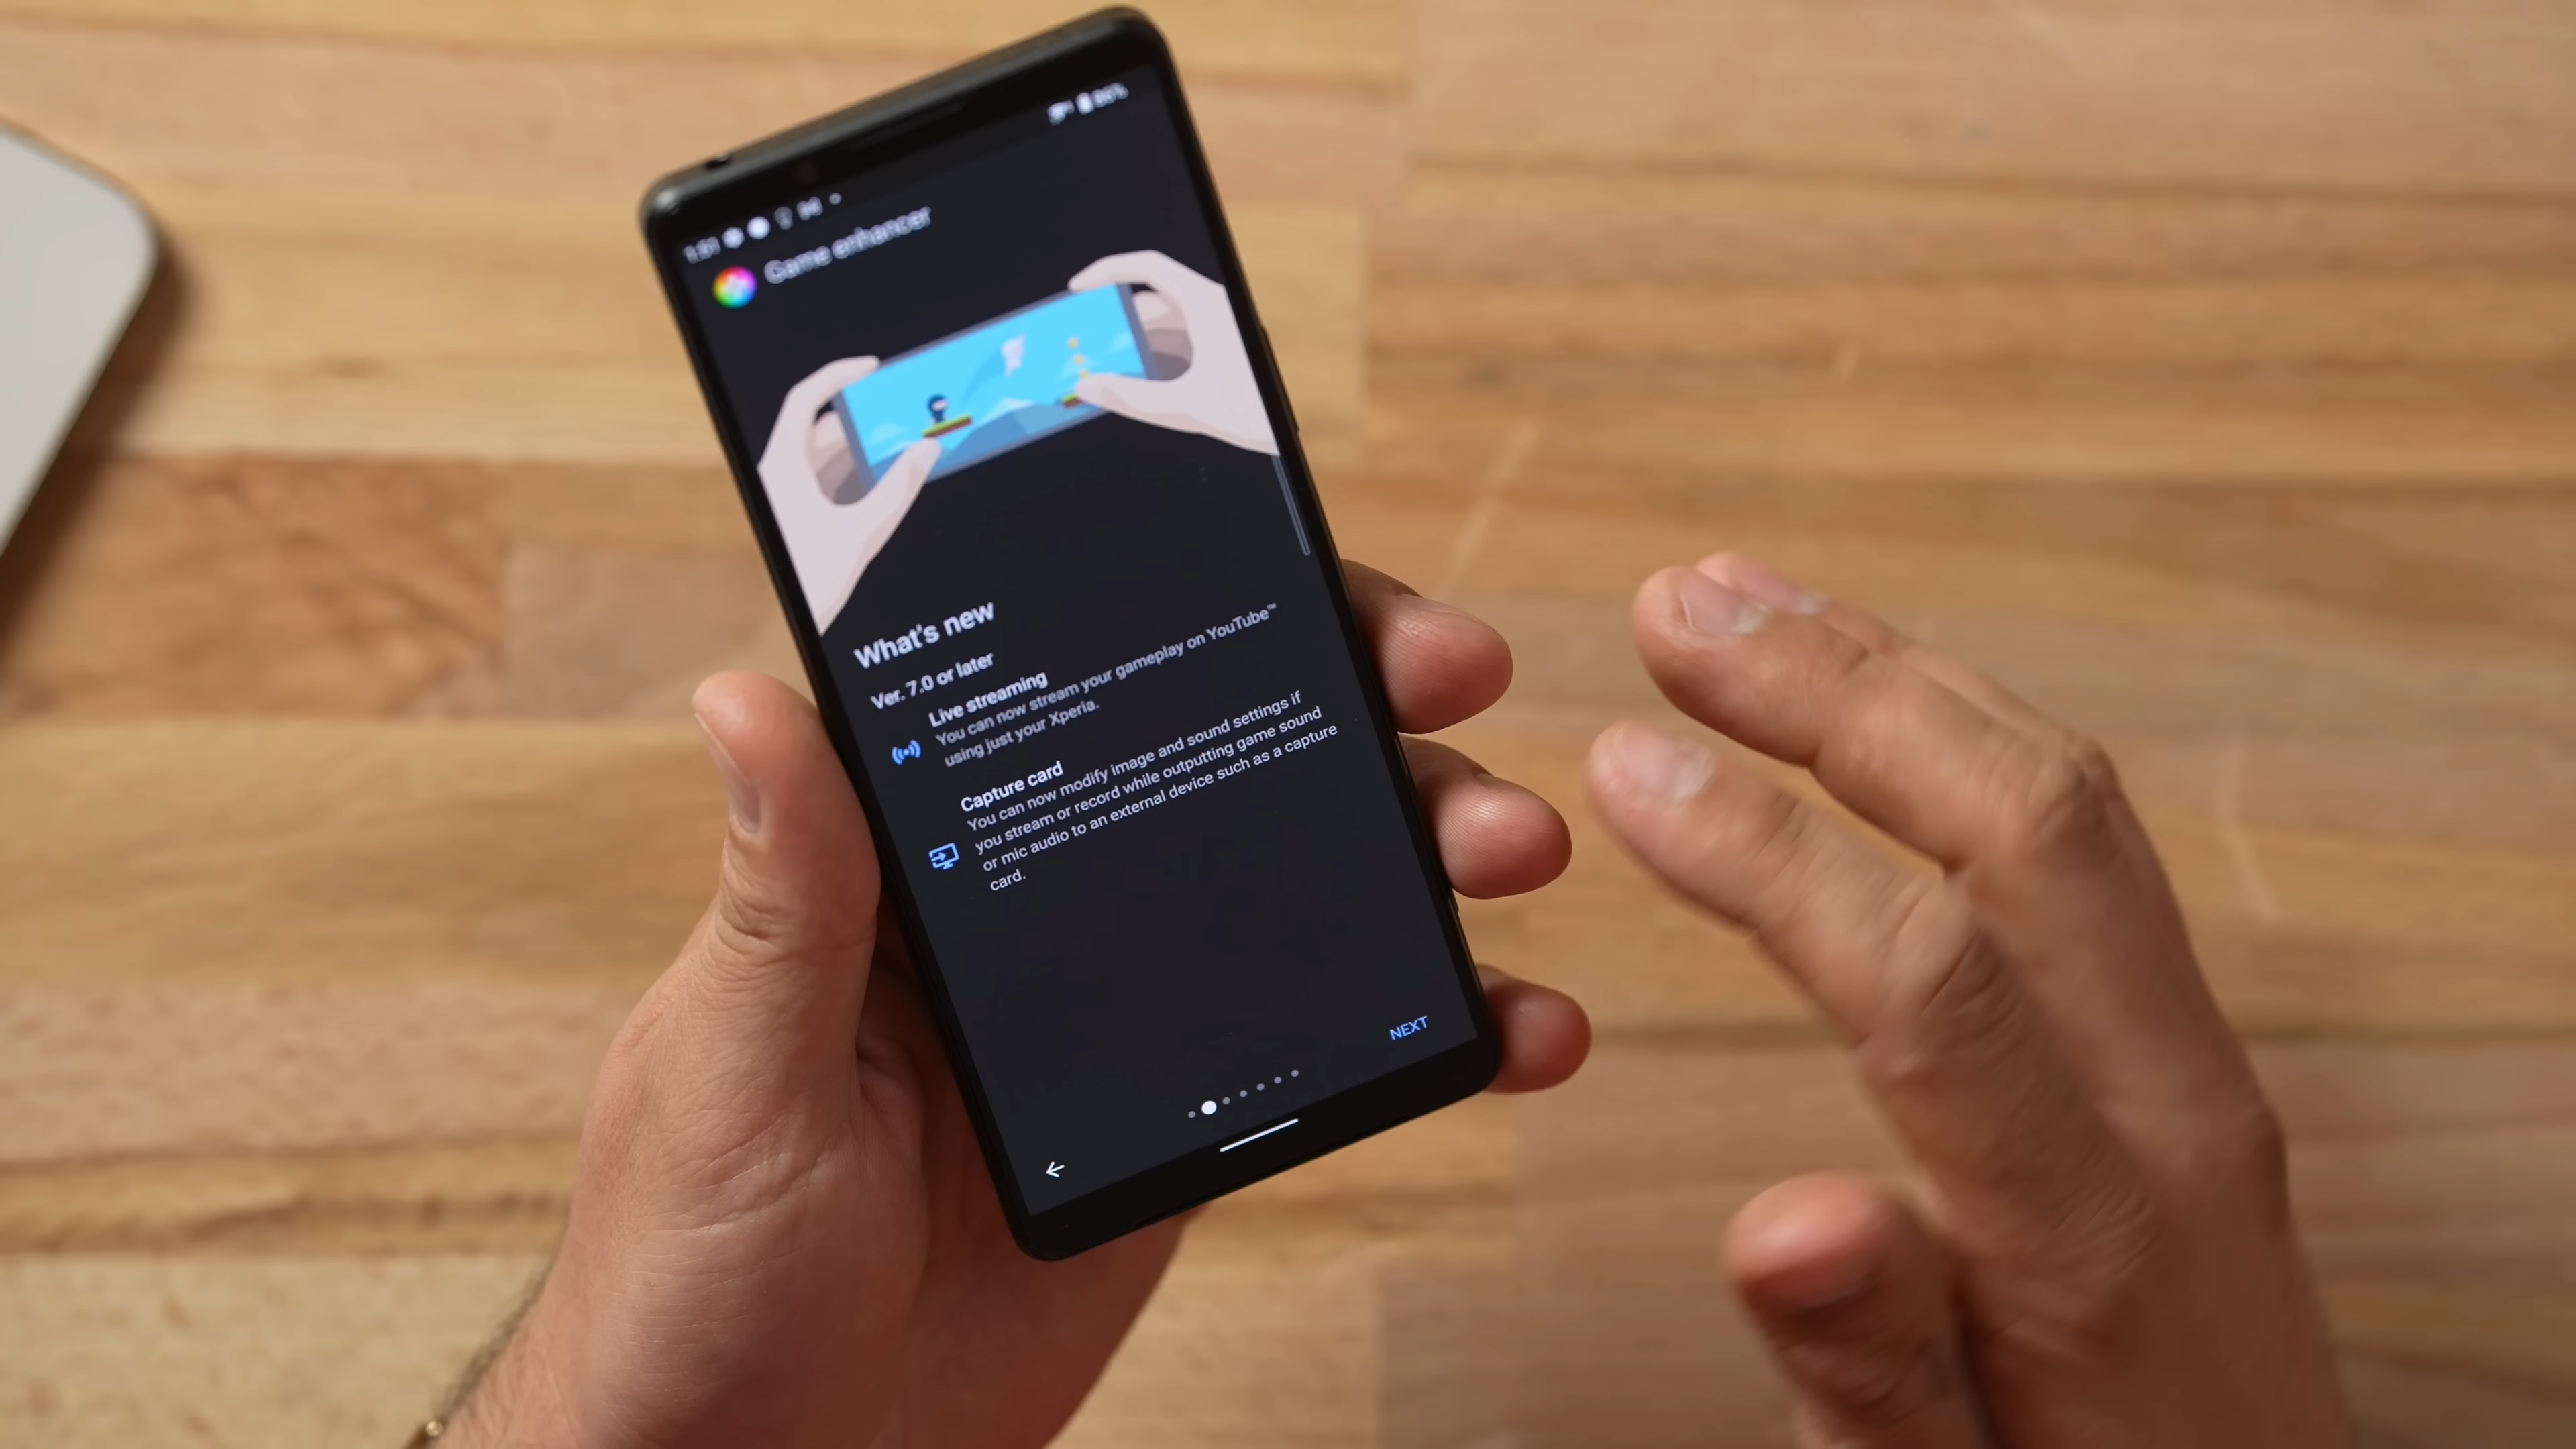 1:51
Game enhancer
What's new
Ver. 7.0 or later
Live streaming
You can now stream your gameplay on YouTube™
using just your Xperia.
Capture card
You can now modify image and sound settings if
you stream or record while outputting game sound
or mic audio to an external device such as a capture
card.
NEXT